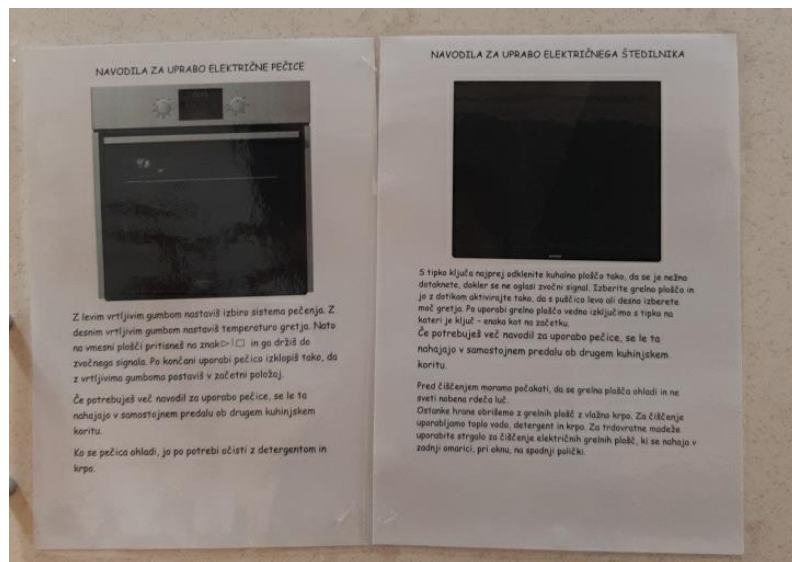 NAVODILA ZA UPRABO ELEKTRIČNE PEČICE
Z levim vrtljivim gumbom nastaviš izbiro sistema pečenja. Z
desnim vrtljivim gumbom nastaviš temperaturo gretja. Nato
na vmesni plošči pritisneš na znak▷|□ in ga držiš do
zvočnega signala. Po končani uporabi pečico izklopiš tako, da
z vrtljivima gumboma postaviš v začetni položaj.
Če potrebuješ več navodil za uporabo pečice, se le ta
nahajajo v samostojnem predalu ob drugem kuhinjskem
koritu.
Ko se pečica ohladi, jo po potrebi očisti z detergentom in
krpo.
NAVODILA ZA UPRABO ELEKTRIČNEGA ŠTEDILNIKA
S tipko ključa najprej odklenite kuhalno ploščo tako, da se je nežno
dotaknete, dokler se ne oglasi zvočni signal. Izberite grelno ploščo in
jo z dotikom aktivirajte tako, da s puščico levo ali desno izberete
moč gretja. Po uporabi grelno ploščo vedno izključimo s tipko na
kateri je ključ – enako kot na začetku.
Če potrebuješ več navodil za uporabo pečice, se le ta
nahajajo v samostojnem predalu ob drugem kuhinjskem
koritu.
Pred čiščenjem moramo počakati, da se grelna plošča ohladi in ne
sveti nobena rdeča luč.
Ostanke hrane obrišemo z grelnih plošč z vlažno krpo. Za čiščenje
uporabljamo toplo vodo, detergent in krpo. Za trdovratne madeže
uporabite strgalo za čiščenje električnih grelnih plošč, ki se nahaja v
zadnji omarici, pri oknu, na spodnji polički.